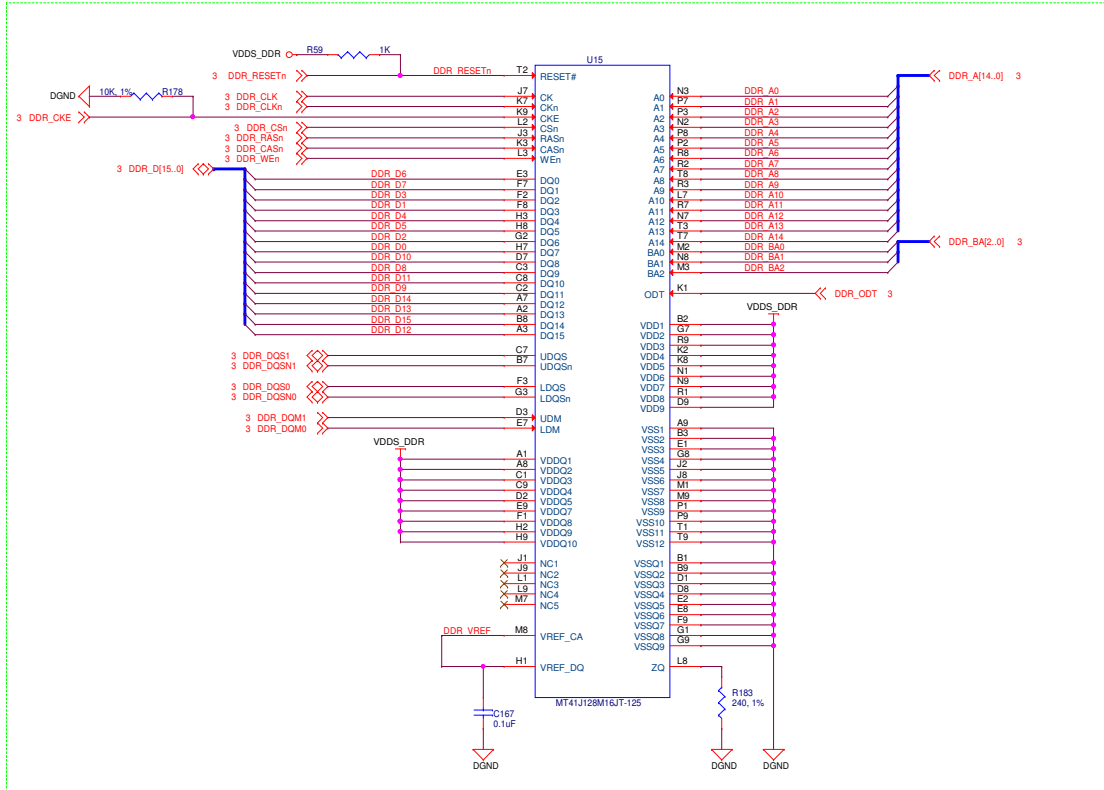 VDDS_DDR R59 1K
U15
3 DDR_RESETn DDR_RESETn T2 RESET#
DGND 10K, 1% R178
3 DDR_CLK J7 CK
3 DDR_CLKn K7 CKn
3 DDR_CKE K9 CKE
3 DDR_CSn L2 CSn
3 DDR_RASn J3 RASn
3 DDR_CASn K3 CASn
3 DDR_WEn L3 WEn
3 DDR_D[15..0]
DDR_D6 E3 DQ0
DDR_D7 F7 DQ1
DDR_D3 F2 DQ2
DDR_D1 F8 DQ3
DDR_D4 H3 DQ4
DDR_D5 H8 DQ5
DDR_D2 G2 DQ6
DDR_D0 H7 DQ7
DDR_D10 D7 DQ8
DDR_D8 C3 DQ9
DDR_D11 C8 DQ10
DDR_D9 C2 DQ11
DDR_D14 A7 DQ12
DDR_D13 A2 DQ13
DDR_D15 B8 DQ14
DDR_D12 A3 DQ15
3 DDR_DQS1 C7 UDQS
3 DDR_DQSN1 B7 UDQSn
3 DDR_DQS0 F3 LDQS
3 DDR_DQSN0 G3 LDQSn
3 DDR_DQM1 D3 UDM
3 DDR_DQM0 E7 LDM
VDDS_DDR
A1 VDDQ1
A8 VDDQ2
C1 VDDQ3
C9 VDDQ4
D2 VDDQ5
E9 VDDQ7
F1 VDDQ8
H2 VDDQ9
H9 VDDQ10
J1 NC1
J9 NC2
L1 NC3
L9 NC4
M7 NC5
DDR_VREF M8 VREF_CA
H1 VREF_DQ
C167
0.1uF
DGND
DDR_A[14..0] 3
A0 N3 DDR_A0
A1 P7 DDR_A1
A2 P3 DDR_A2
A3 N2 DDR_A3
A4 P8 DDR_A4
A5 P2 DDR_A5
A6 R8 DDR_A6
A7 R2 DDR_A7
A8 T8 DDR_A8
A9 R3 DDR_A9
A10 L7 DDR_A10
A11 R7 DDR_A11
A12 N7 DDR_A12
A13 T3 DDR_A13
A14 T7 DDR_A14
BA0 M2 DDR_BA0
BA1 N8 DDR_BA1
BA2 M3 DDR_BA2
DDR_BA[2..0] 3
ODT K1 DDR_ODT 3
VDDS_DDR
VDD1 B2
VDD2 G7
VDD3 R9
VDD4 K2
VDD5 K8
VDD6 N1
VDD7 N9
VDD8 R1
VDD9 D9
VSS1 A9
VSS2 B3
VSS3 E1
VSS4 G8
VSS5 J2
VSS6 J8
VSS7 M1
VSS8 M9
VSS9 P1
VSS10 P9
VSS11 T1
VSS12 T9
VSSQ1 B1
VSSQ2 B9
VSSQ3 D1
VSSQ4 D8
VSSQ5 E2
VSSQ6 E8
VSSQ7 F9
VSSQ8 G1
VSSQ9 G9
ZQ L8
R183
240, 1%
MT41J128M16JT-125
DGND
DGND